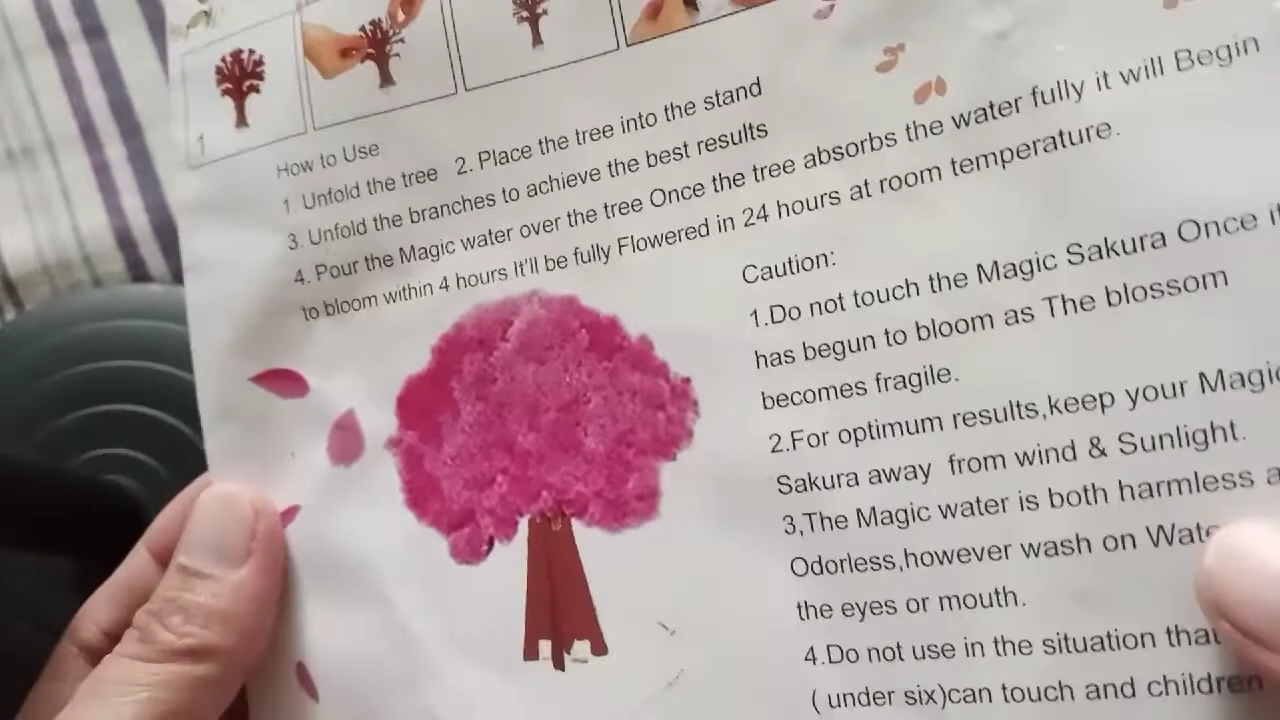 1
How to Use
1. Unfold the tree 2. Place the tree into the stand
3. Unfold the branches to achieve the best results
4. Pour the Magic water over the tree Once the tree absorbs the water fully it will Begin
to bloom within 4 hours It'll be fully Flowered in 24 hours at room temperature.
Caution:
1.Do not touch the Magic Sakura Once
has begun to bloom as The blossom
becomes fragile.
2.For optimum results,keep your Magic
Sakura away from wind & Sunlight.
3,The Magic water is both harmless
Odorless,however wash on
the eyes or mouth.
4.Do not use in the situation that
( under six)can touch and children